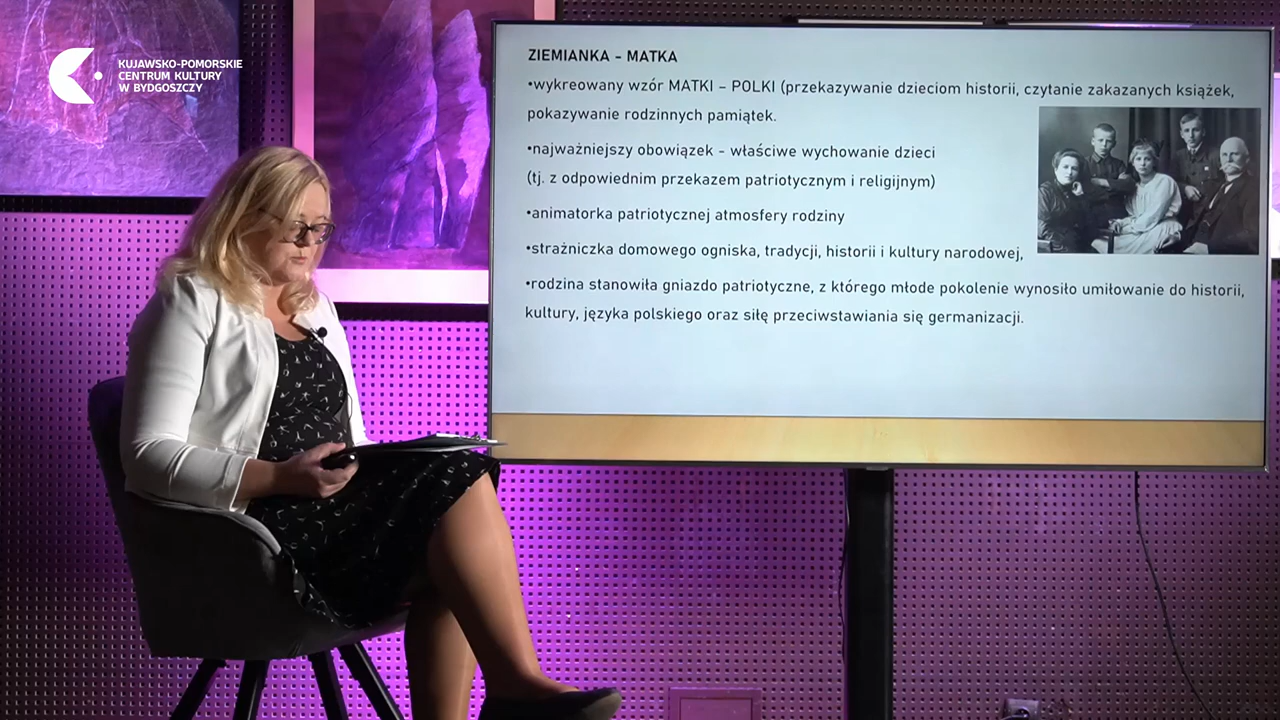 KUJAWSKO-POMORSKIE
CENTRUM KULTURY
W BYDGOSZCZY
ZIEMIANKA – MATKA
•wykreowany wzór MATKI – POLKI (przekazywanie dzieciom historii, czytanie zakazanych książek,
pokazywanie rodzinnych pamiątek.
•najważniejszy obowiązek - właściwe wychowanie dzieci
(tj. z odpowiednim przekazem patriotycznym i religijnym)
•animatorka patriotycznej atmosfery rodziny
•strażniczka domowego ogniska, tradycji, historii i kultury narodowej,
•rodzina stanowiła gniazdo patriotyczne, z którego młode pokolenie wynosiło umiłowanie do historii,
kultury, języka polskiego oraz siłę przeciwstawiania się germanizacji.